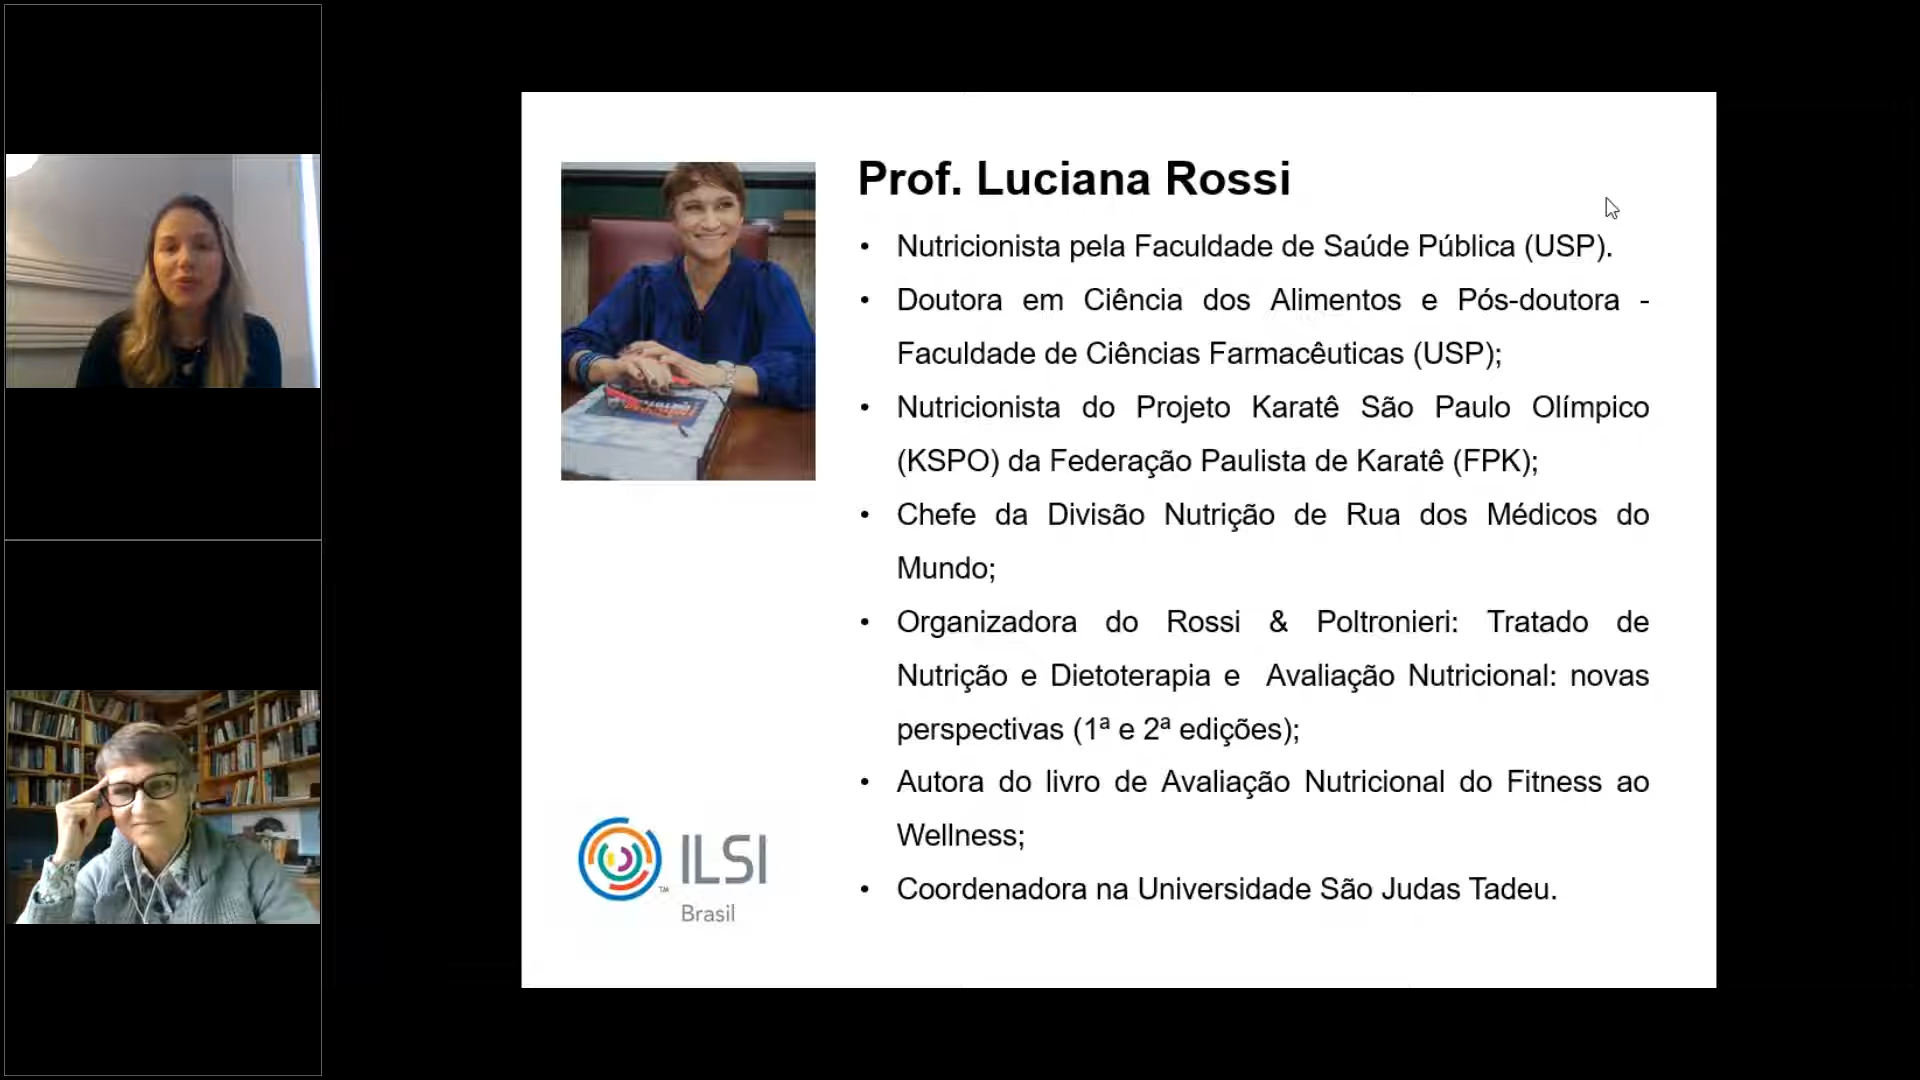 Prof. Luciana Rossi
• Nutricionista pela Faculdade de Saúde Pública (USP).
• Doutora em Ciência dos Alimentos e Pós-doutora -
Faculdade de Ciências Farmacêuticas (USP);
• Nutricionista do Projeto Karatê São Paulo Olímpico
(KSPO) da Federação Paulista de Karatê (FPK);
• Chefe da Divisão Nutrição de Rua dos Médicos do
Mundo;
• Organizadora do Rossi & Poltronieri: Tratado de
Nutrição e Dietoterapia e Avaliação Nutricional: novas
perspectivas (1ª e 2ª edições);
• Autora do livro de Avaliação Nutricional do Fitness ao
Wellness;
• Coordenadora na Universidade São Judas Tadeu.
ILSI
TM
Brasil